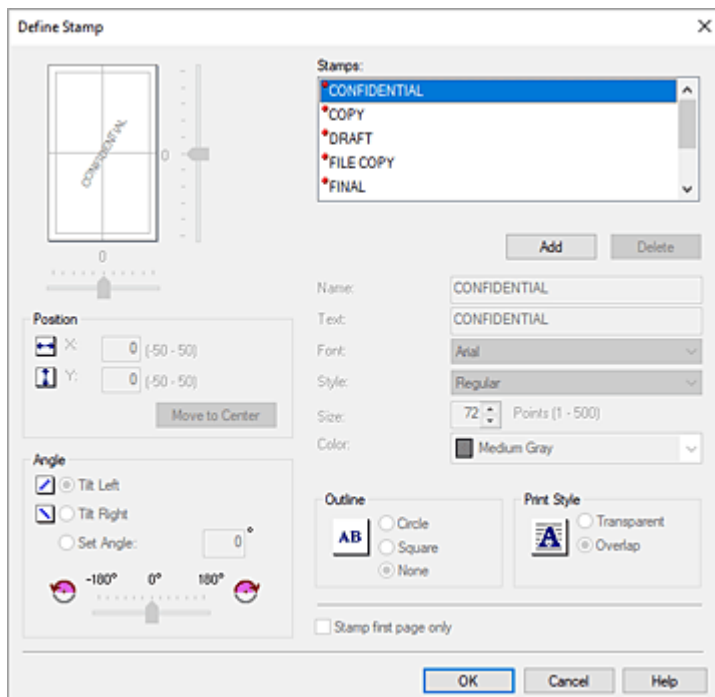 Define Stamp
CONFIDENTIAL
0
0
Stamps:
CONFIDENTIAL
COPY
DRAFT
FILE COPY
FINAL
Add Delete
Name: CONFIDENTIAL
Text: CONFIDENTIAL
Font: Arial
Style: Regular
Size: 72 Points (1 - 500)
Color: Medium Gray
Position
X: 0 (-50 - 50)
Y: 0 (-50 - 50)
Move to Center
Angle
Tilt Left
Tilt Right
Set Angle: 0 °
-180° 0° 180°
Outline
AB
Circle
Square
None
Print Style
A
Transparent
Overlap
Stamp first page only
OK Cancel Help